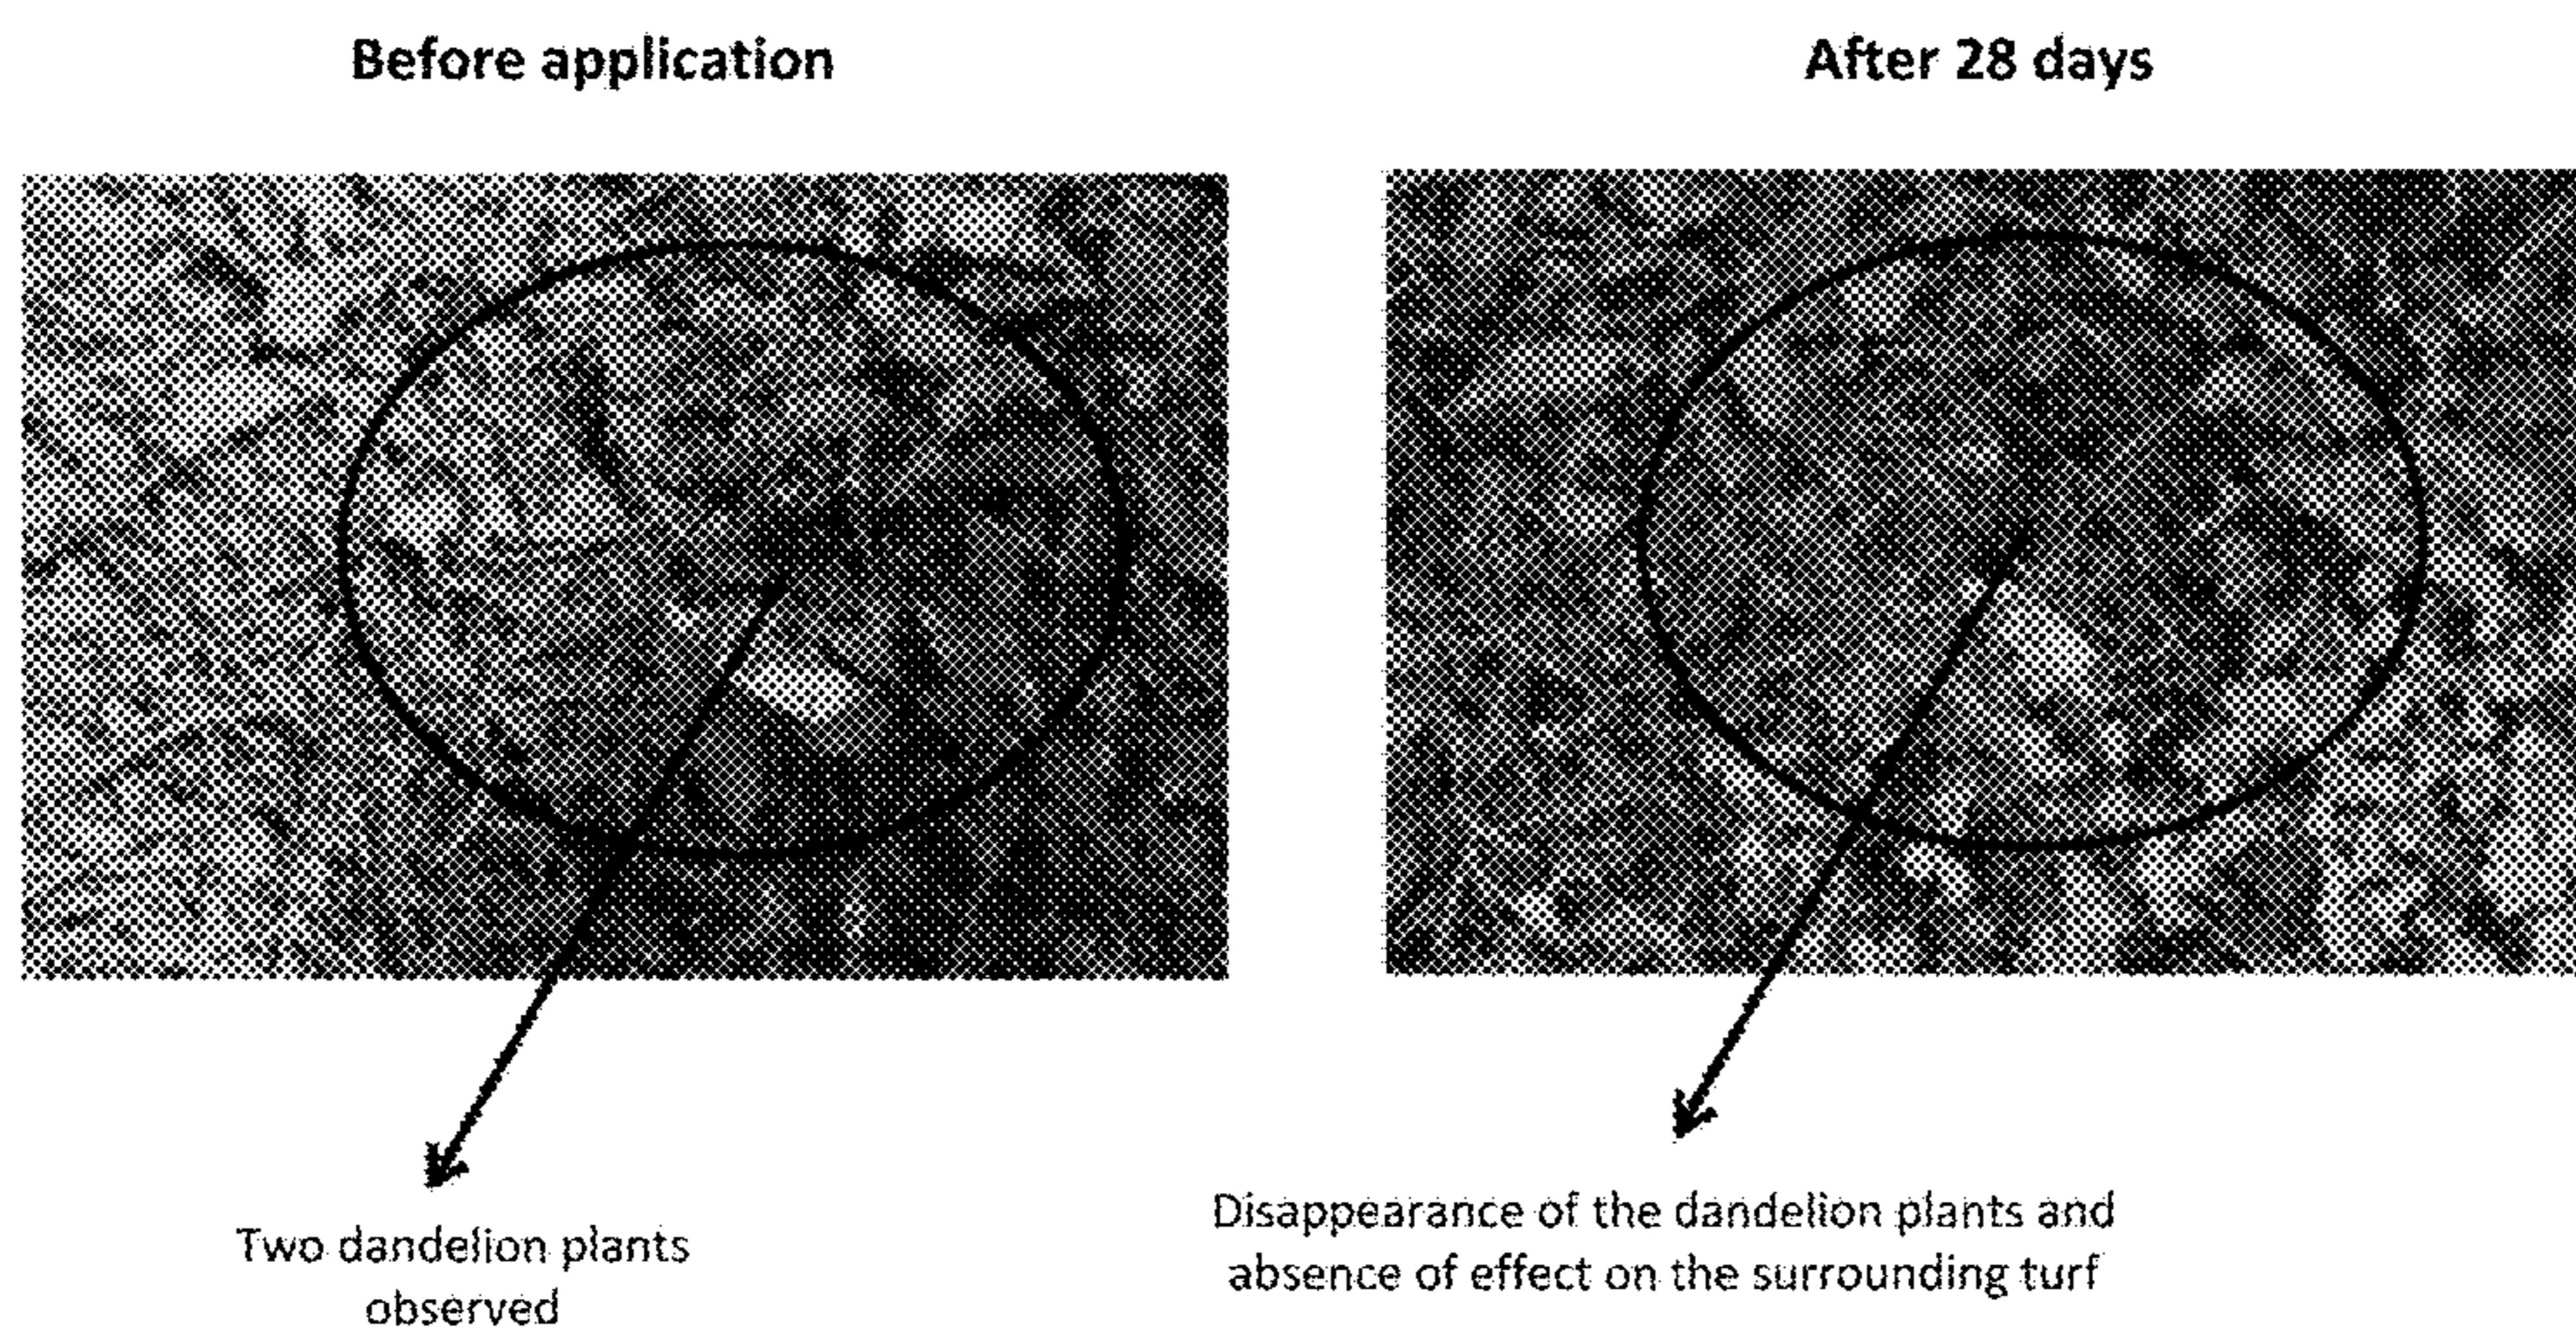 Before application
After 28 days
Two dandelion plants
observed
Disappearance of the dandelion plants and
absence of effect on the surrounding turf